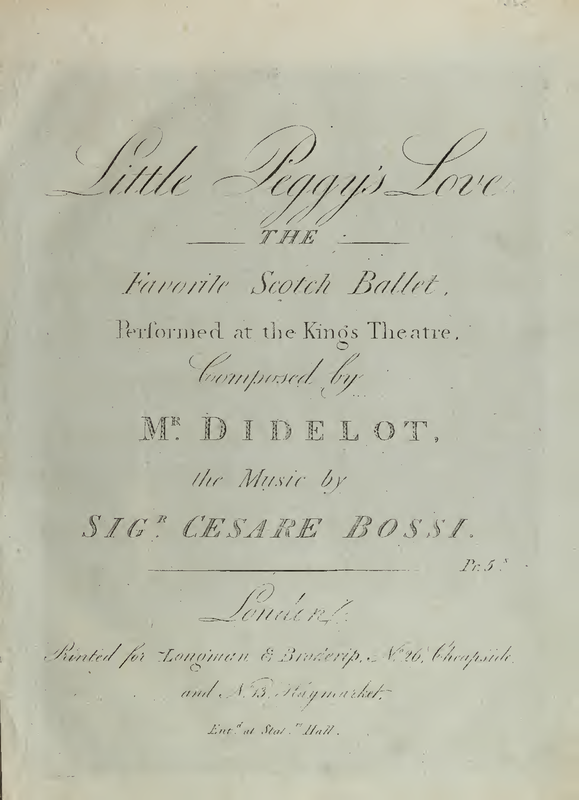 Little Peggy's Love
THE
Favorite Scotch Ballet,
Performed at the Kings Theatre,
Composed by
MR. DIDELOT,
the Music by
SIGR. CESARE BOSSI.
Pr. 5s
London
Printed for Longman & Broderip, No. 26, Cheapside
and No. 13, Haymarket.
Entd. at Statrs. Hall.